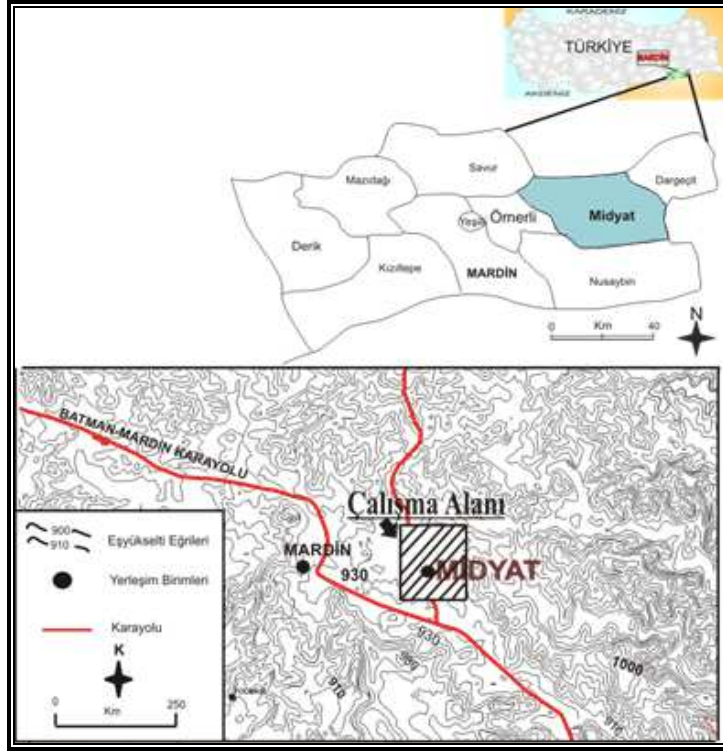 KARADENİZ
TÜRKİYE
MARDİN
AKDENİZ
Savur
Dargeçit
Mazıdağı
Midyat
Ömerli
Yeşilli
Derik
Kızıltepe
MARDİN
Nusaybin
0 Km 40
N
BATMAN-MARDİN KARAYOLU
Çalışma Alanı
MARDİN
930
MİDYAT
930
910
1000
910
900
910
Eşyükselti Eğrileri
Yerleşim Birimleri
Karayolu
K
0 250
Km